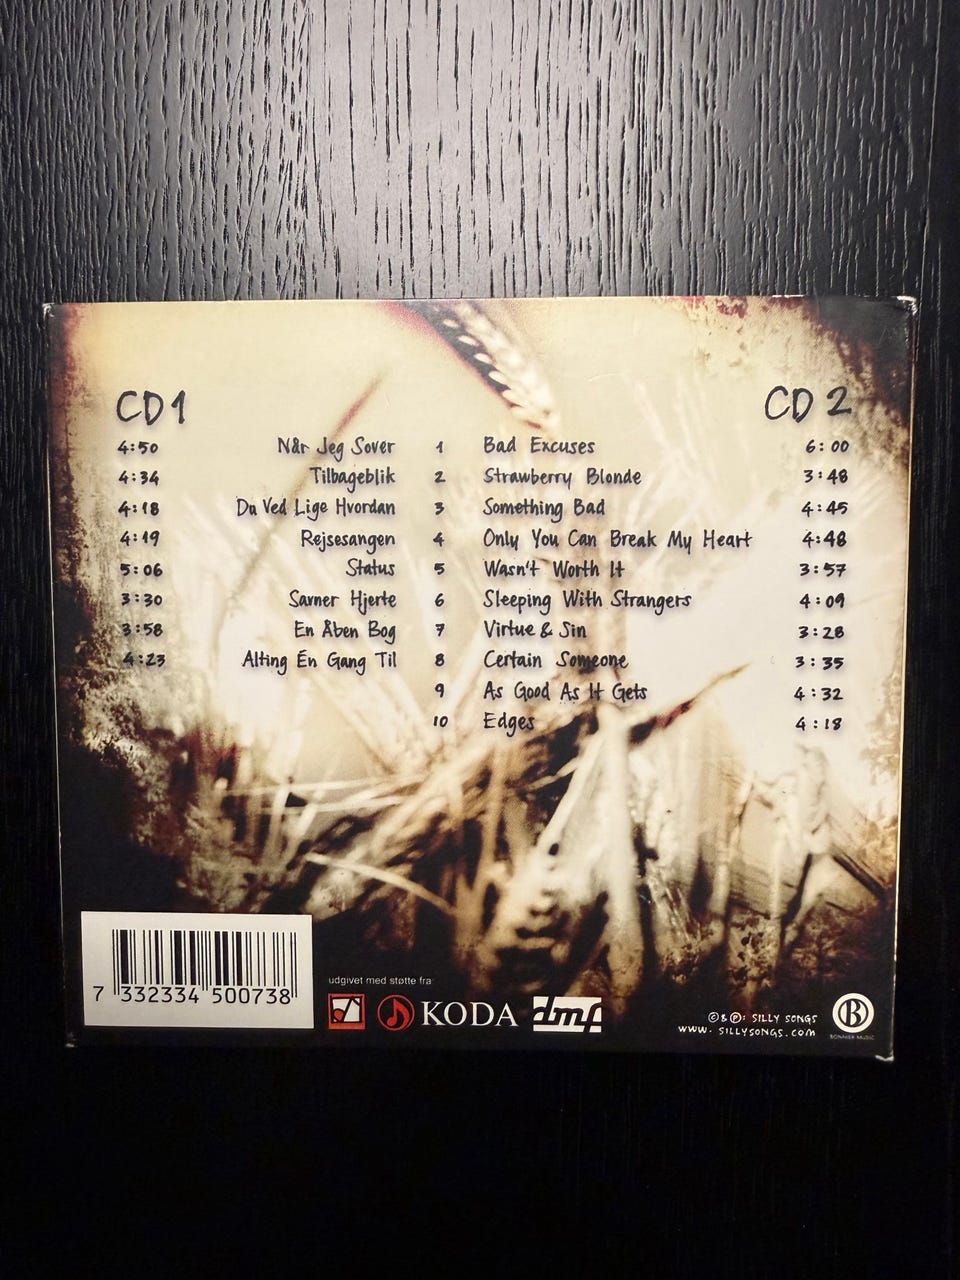 CD 1 CD 2
4:50 Når Jeg Sover 1 Bad Excuses 6:00
4:34 Tilbageblik 2 Strawberry Blonde 3:48
4:18 Du Ved Lige Hvordan 3 Something Bad 4:45
4:19 Rejsesangen 4 Only You Can Break My Heart 4:48
5:06 Status 5 Wasn't Worth It 3:57
3:30 Savner Hjerte 6 Sleeping With Strangers 4:09
3:58 En Åben Bog 7 Virtue & Sin 3:28
4:23 Alting Én Gang Til 8 Certain Someone 3:35
9 As Good As It Gets 4:32
10 Edges 4:18
7 332334 500738
udgivet med støtte fra:
KODA dmf
©&℗: SILLY SONGS
WWW.SILLYSONGS.COM
B
BONNIER MUSIC